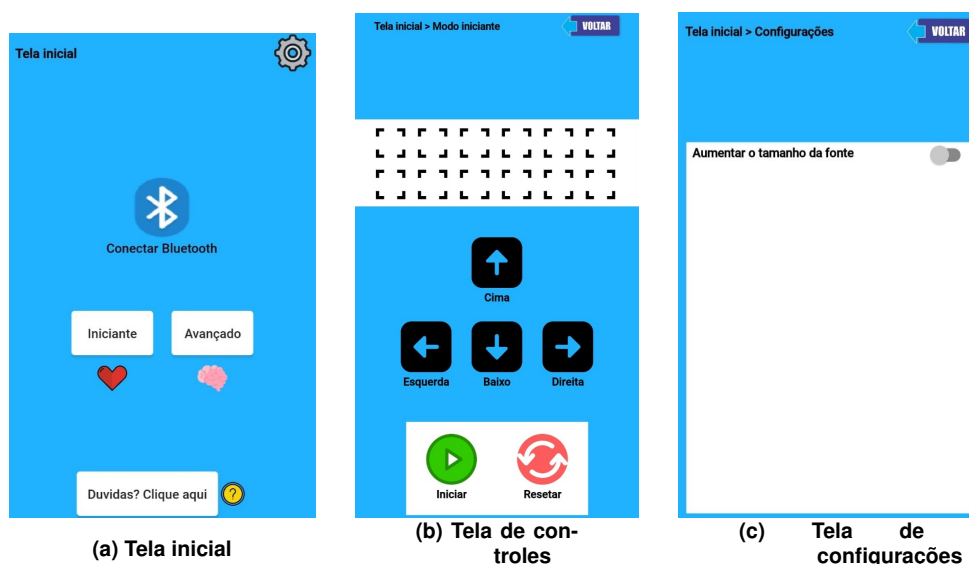 Tela inicial
Conectar Bluetooth
Iniciante
Avançado
Duvidas? Clique aqui
?
(a) Tela inicial
Tela inicial > Modo iniciante
VOLTAR
Cima
Esquerda
Baixo
Direita
Iniciar
Resetar
(b) Tela de con-
troles
Tela inicial > Configurações
VOLTAR
Aumentar o tamanho da fonte
(c) Tela de
configurações